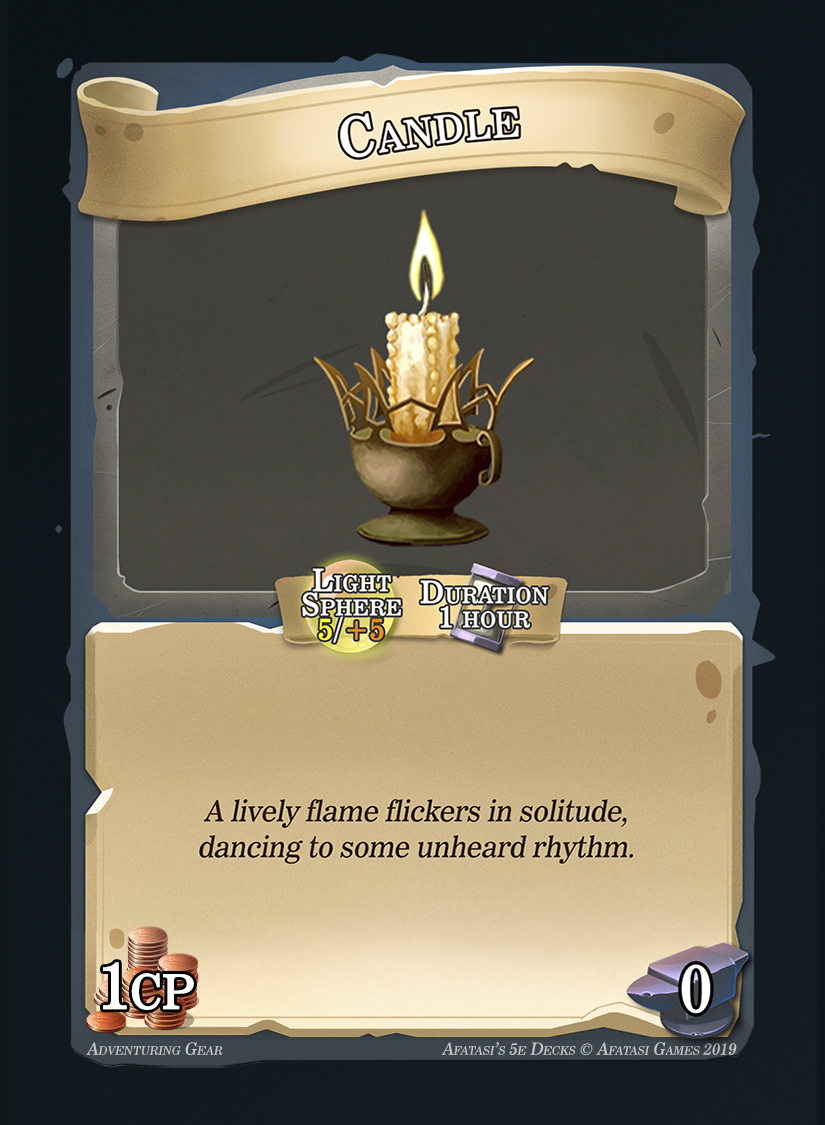 Candle
Light
Sphere
5/+5
Duration
1 hour
A lively flame flickers in solitude,
dancing to some unheard rhythm.
1CP
0
Adventuring Gear
Afatasi's 5e Decks © Afatasi Games 2019